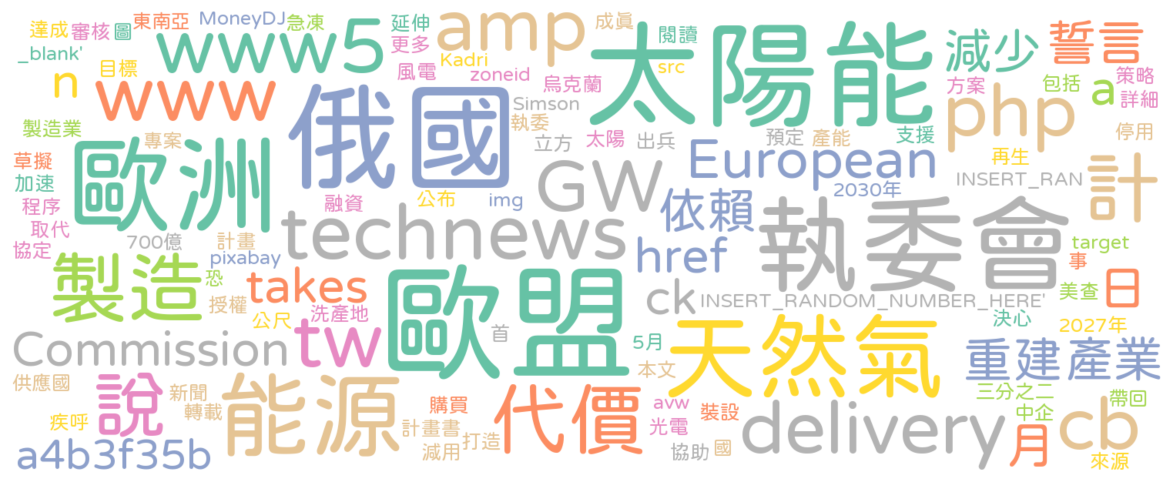 達成 審核 圖 東南亞 MoneyDJ 急凍 延伸 amp 成真 閱讀 減少 誓言
_blank' www5 更多 太陽能
目標 風電 Kadri zoneid src 方案 包括 策略
n www 俄國 烏克蘭 php a 詳細
製造業 專案 Simson 執委 立方 太陽 出兵 預定 產能 支援 停用
草擬 歐洲 GW European 再生 計
加速 INSERT_RAN
程序 融資 公布 img 依賴 2030年
取代 technews 執委會
協定 700億 計畫 href target
製造 pixabay 恐 takes 歐盟 ck INSERT_RANDOM_NUMBER_HERE' 事 日
授權 洗產地 美查
公尺 決心 2027年
Commission tw 首 5月 天然氣 重建產業
供應國 說 新聞 能源 代價 本文 三分之二 帶回
轉載 購買 avw 裝設 delivery 中企 cb
疾呼 計畫書 打造 光電 月
a4b3f35b 減用 協助 國 來源